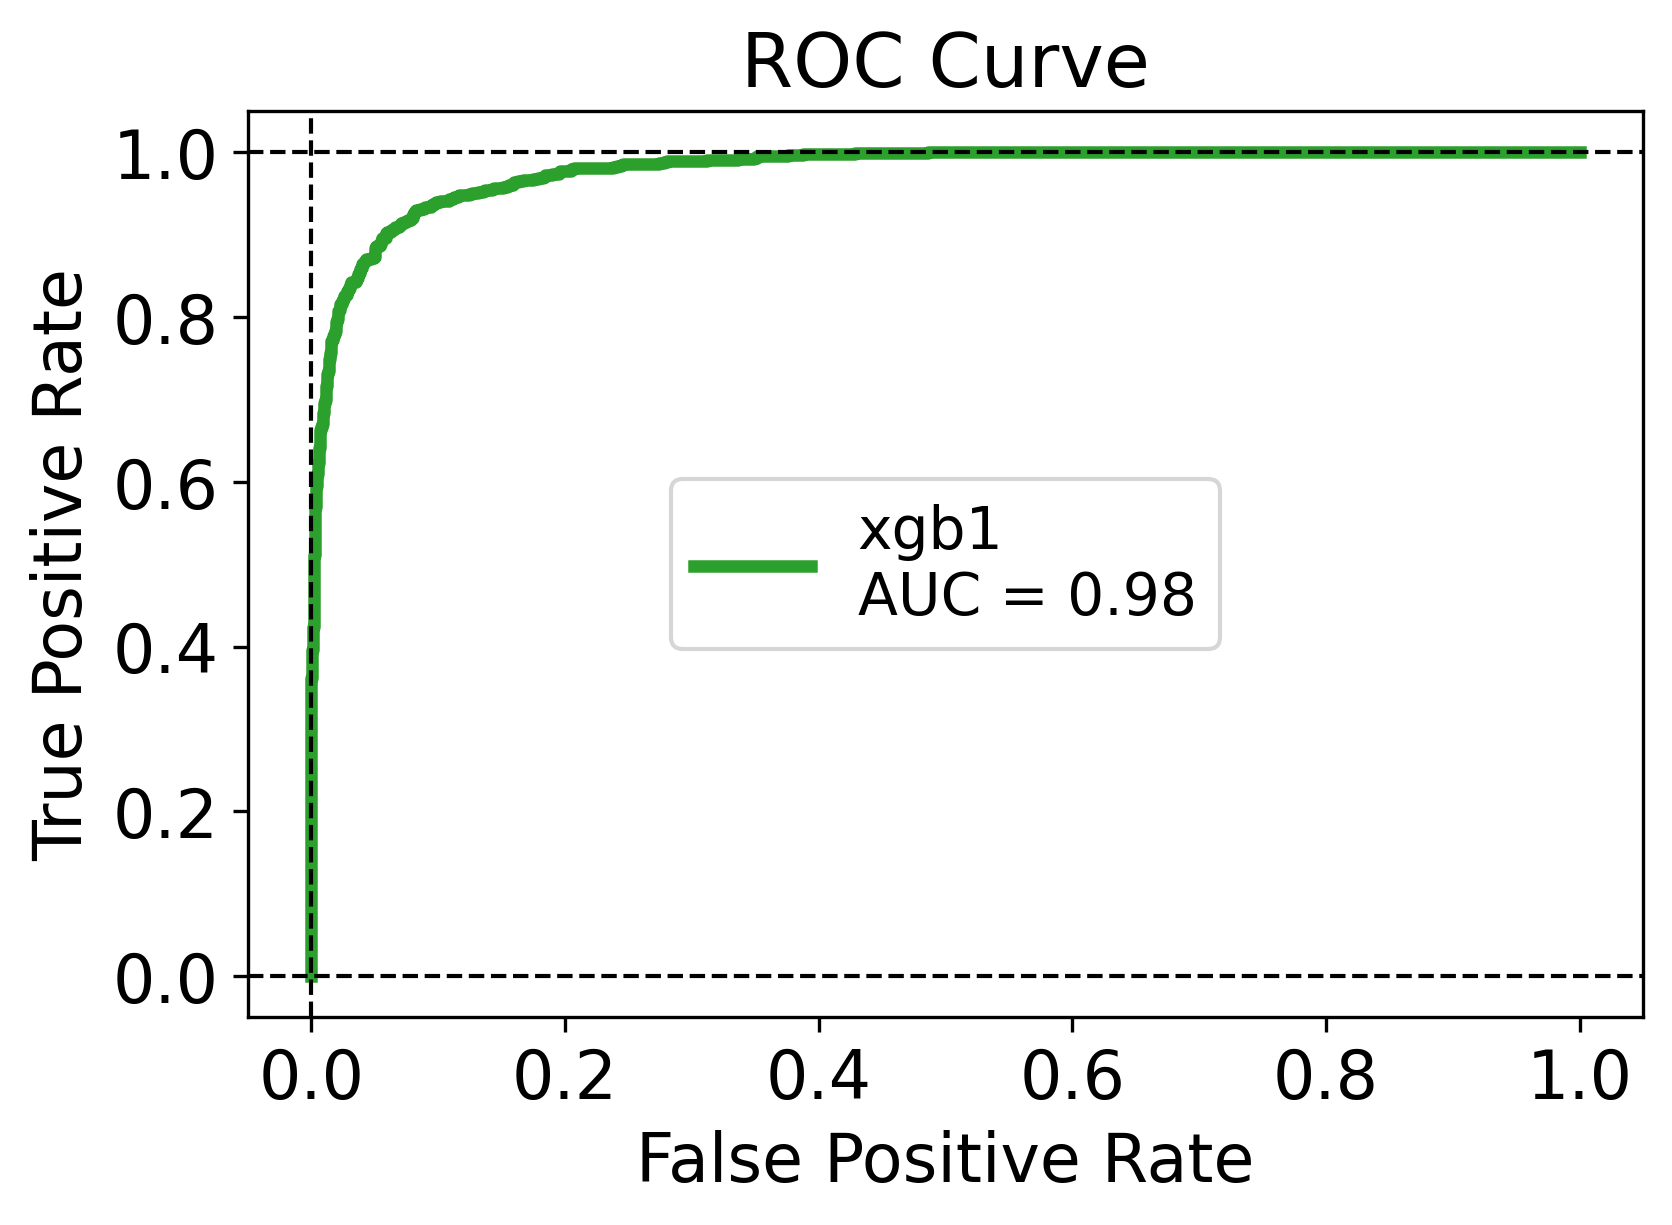 ROC Curve
1.0
0.8
0.6
0.4
0.2
0.0
True Positive Rate
xgb1
AUC = 0.98
0.0 0.2 0.4 0.6 0.8 1.0
False Positive Rate